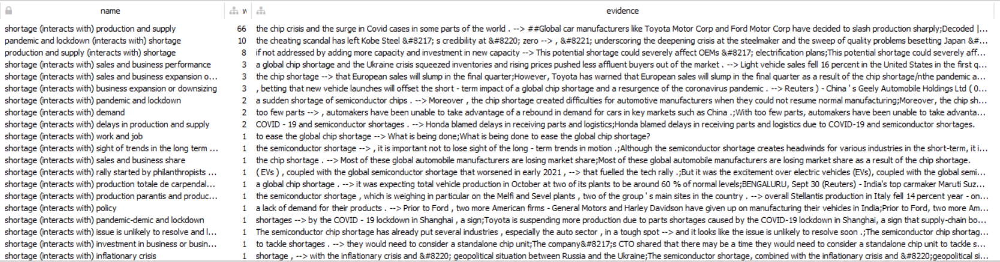 name w evidence
shortage (interacts with) production and supply 66 the chip crisis and the surge in Covid cases in some parts of the world . --> ##Global car manufacturers like Toyota Motor Corp and Ford Motor Corp have decided to slash production sharply;Decoded |...
pandemic and lockdown (interacts with) shortage 10 the cheating scandal has left Kobe Steel &#8217; s credibility at &#8220; zero --> , &#8221; underscoring the deepening crisis at the steelmaker and the sweep of quality problems besetting Japan &#...
production and supply (interacts with) shortage 8 if not addressed by adding more capacity and investment in new capacity --> This potential shortage could severely affect OEMs &#8217; electrification plans;This potential shortage could severely aff...
shortage (interacts with) sales and business performance 3 a global chip shortage and the Ukraine crisis squeezed inventories and rising prices pushed less affluent buyers out of the market . --> Light vehicle sales fell 16 percent in the United States in the first q...
shortage (interacts with) sales and business expansion o... 3 the chip shortage --> that European sales will slump in the final quarter;However, Toyota has warned that European sales will slump in the final quarter as a result of the chip shortage/nthe pandemic a...
shortage (interacts with) business expansion or downsizing 3 , betting that new vehicle launches will offset the short - term impact of a global chip shortage and a resurgence of the coronavirus pandemic . --> Reuters ) - China ' s Geely Automobile Holdings Ltd ( 0...
shortage (interacts with) pandemic and lockdown 2 a sudden shortage of semiconductor chips . --> Moreover , the chip shortage created difficulties for automotive manufacturers when they could not resume normal manufacturing;Moreover, the chip sh...
shortage (interacts with) demand 2 too few parts --> , automakers have been unable to take advantage of a rebound in demand for cars in key markets such as China .;With too few parts, automakers have been unable to take advanta...
shortage (interacts with) delays in production and supply 2 COVID - 19 and semiconductor shortages . --> Honda blamed delays in receiving parts and logistics;Honda blamed delays in receiving parts and logistics due to COVID-19 and semiconductor shortages.
shortage (interacts with) work and job 1 to ease the global chip shortage --> What is being done;What is being done to ease the global chip shortage?
shortage (interacts with) sight of trends in the long term ... 1 the semiconductor shortage --> , it is important not to lose sight of the long - term trends in motion .;Although the semiconductor shortage creates headwinds for various industries in the short-term, it i...
shortage (interacts with) sales and business share 1 the chip shortage . --> Most of these global automobile manufacturers are losing market share;Most of these global automobile manufacturers are losing market share as a result of the chip shortage.
shortage (interacts with) rally started by philanthropists ... 1 ( EVs ) , coupled with the global semiconductor shortage that worsened in early 2021 , --> that fuelled the tech rally .;But it was the excitement over electric vehicles (EVs), coupled with the global semi...
shortage (interacts with) production totale de carpendal... 1 a global chip shortage . --> it was expecting total vehicle production in October at two of its plants to be around 60 % of normal levels;BENGALURU, Sept 30 (Reuters) - India's top carmaker Maruti Suz...
shortage (interacts with) production parantis and produc... 1 the semiconductor shortage , which is weighing in particular on the Melfi and Sevel plants , two of the group ' s main sites in the country . --> overall Stellantis production in Italy fell 14 percent year - on...
shortage (interacts with) policy 1 a lack of demand for their products . --> Prior to Ford , two more American firms - General Motors and Harley Davidson have given up on manufacturing their vehicles in India;Prior to Ford, two more Am...
shortage (interacts with) pandemic-demic and lockdown 1 shortages --> by the COVID - 19 lockdown in Shanghai , a sign;Toyota is suspending more production due to parts shortages caused by the COVID-19 lockdown in Shanghai, a sign that supply-chain bo...
shortage (interacts with) issue is unlikely to resolve and l... 1 The semiconductor chip shortage has already put several industries , especially the auto sector , in a tough spot --> and it looks like the issue is unlikely to resolve soon .;The semiconductor chip shortag...
shortage (interacts with) investment in business or busin... 1 to tackle shortages . --> they would need to consider a standalone chip unit;The company&#8217;s CTO shared that there may be a time they would need to consider a standalone chip unit to tackle s...
shortage (interacts with) inflationary crisis 1 shortage , --> with the inflationary crisis and &#8220; geopolitical situation between Russia and the Ukraine;The semiconductor shortage, combined with the inflationary crisis and &#8220;geopolitical si...